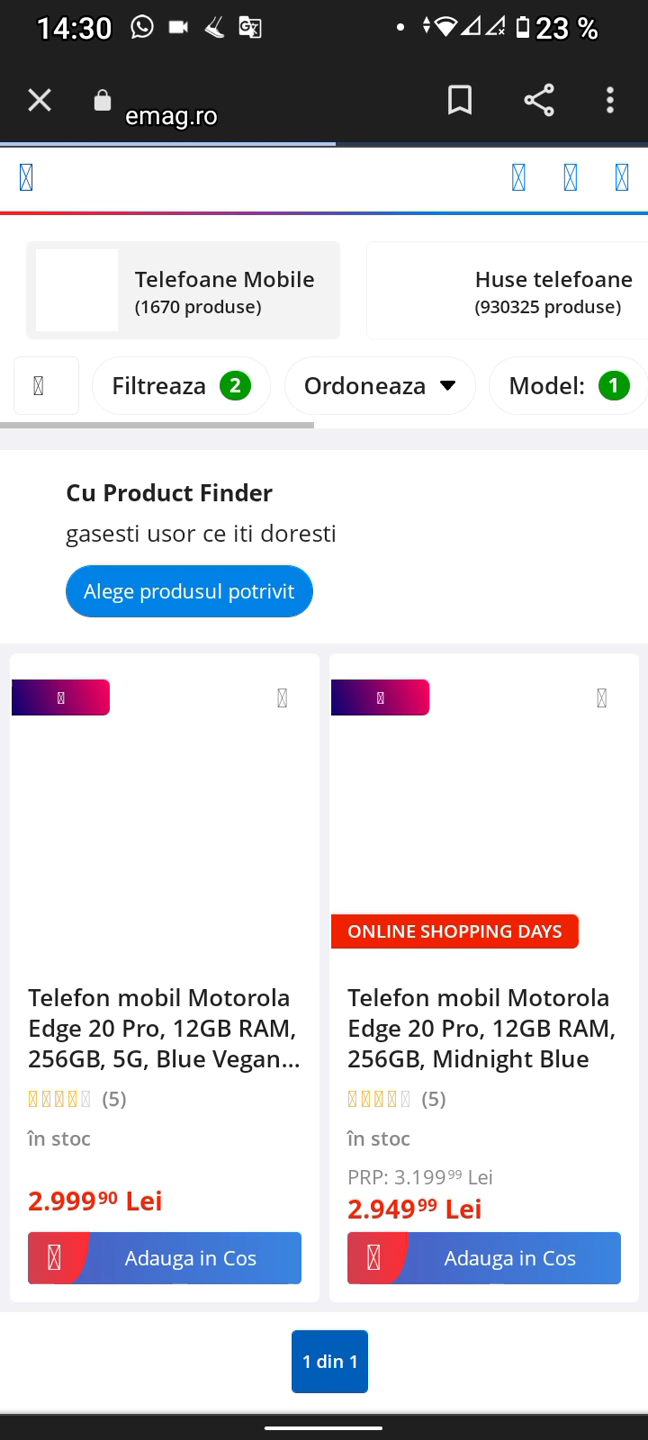 14:30
23 %
emag.ro
Telefoane Mobile
(1670 produse)
Huse telefoane
(930325 produse)
Filtreaza 2
Ordoneaza
Model: 1
Cu Product Finder
gasesti usor ce iti doresti
Alege produsul potrivit
Telefon mobil Motorola
Edge 20 Pro, 12GB RAM,
256GB, 5G, Blue Vegan...
(5)
în stoc
2.999⁹⁰ Lei
Adauga in Cos
ONLINE SHOPPING DAYS
Telefon mobil Motorola
Edge 20 Pro, 12GB RAM,
256GB, Midnight Blue
(5)
în stoc
PRP: 3.199⁹⁹ Lei
2.949⁹⁹ Lei
Adauga in Cos
1 din 1